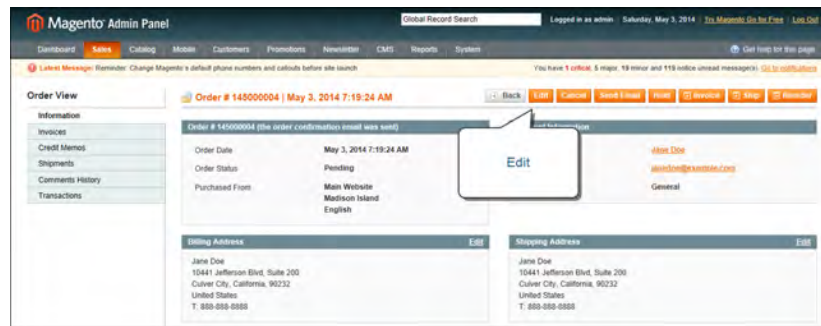 Magento Admin Panel
Global Record Search
Logged in as admin | Saturday, May 3, 2014 | Try Magento Go for Free | Log Out
Dashboard Sales Catalog Mobile Customers Promotions Newsletter CMS Reports System
Get help for this page
Latest Message: Reminder: Change Magento's default phone numbers and callouts before site launch
You have 1 critical, 5 major, 19 minor and 115 notice unread message(s). Go to notifications
Order View
Information
Invoices
Credit Memos
Shipments
Comments History
Transactions
Order # 145000004 | May 3, 2014 7:19:24 AM
Back Edit Cancel Send Email Hold Invoice Ship Reorder
Order # 145000004 (the order confirmation email was sent)
Order Date May 3, 2014 7:19:24 AM
Order Status Pending
Purchased From Main Website
Madison Island
English
Information
Jane Doe
General
Edit
Billing Address Edit
Jane Doe
10441 Jefferson Blvd, Suite 200
Culver City, California, 90232
United States
T: 888-888-8888
Shipping Address Edit
Jane Doe
10441 Jefferson Blvd, Suite 200
Culver City, California, 90232
United States
T: 888-888-8888